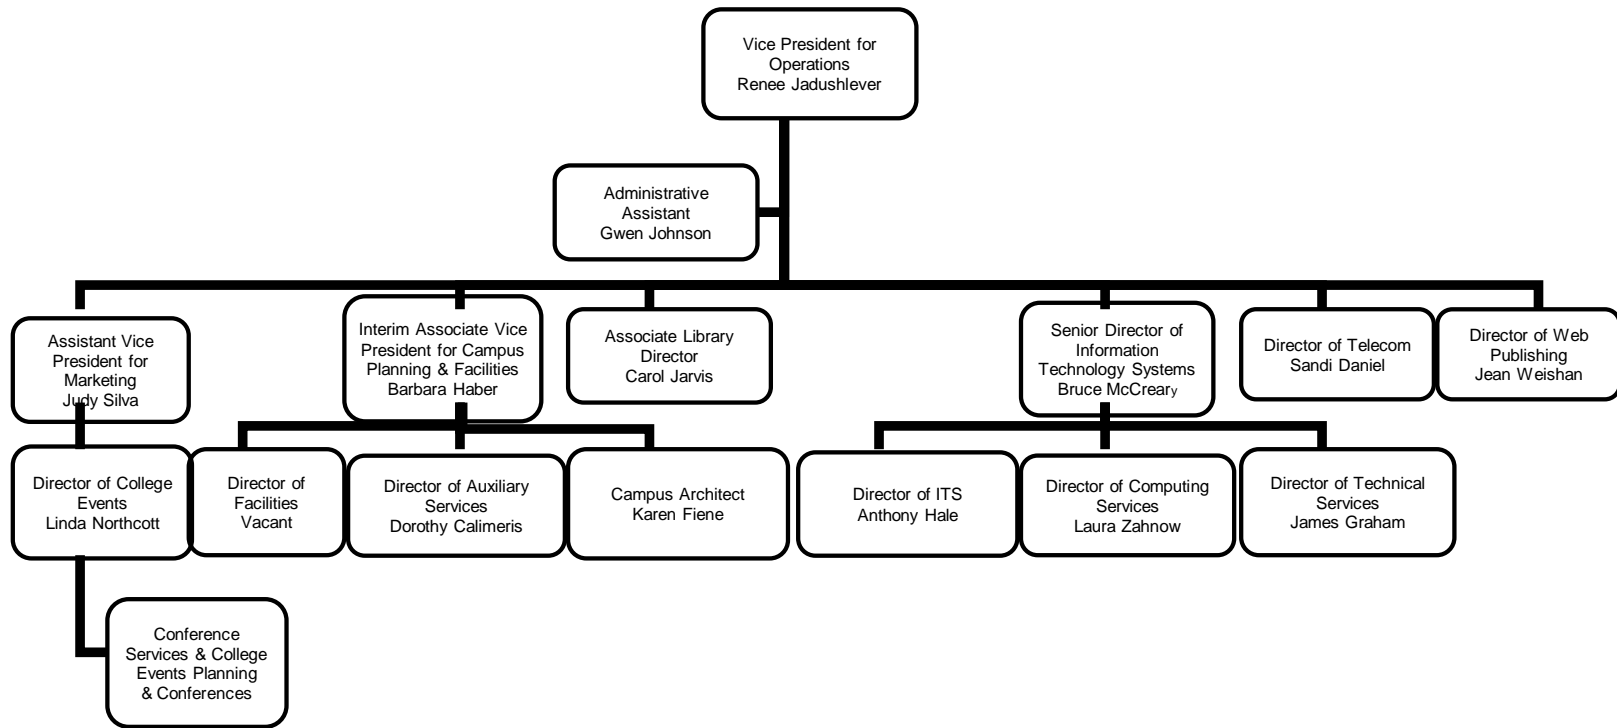 Vice President for
Operations
Renee Jadushlever
Administrative
Assistant
Gwen Johnson
Assistant Vice
President for
Marketing
Judy Silva
Interim Associate Vice
President for Campus
Planning & Facilities
Barbara Haber
Associate Library
Director
Carol Jarvis
Senior Director of
Information
Technology Systems
Bruce McCreary
Director of Telecom
Sandi Daniel
Director of Web
Publishing
Jean Weishan
Director of College
Events
Linda Northcott
Director of
Facilities
Vacant
Director of Auxiliary
Services
Dorothy Calimeris
Campus Architect
Karen Fiene
Director of ITS
Anthony Hale
Director of Computing
Services
Laura Zahnow
Director of Technical
Services
James Graham
Conference
Services & College
Events Planning
& Conferences